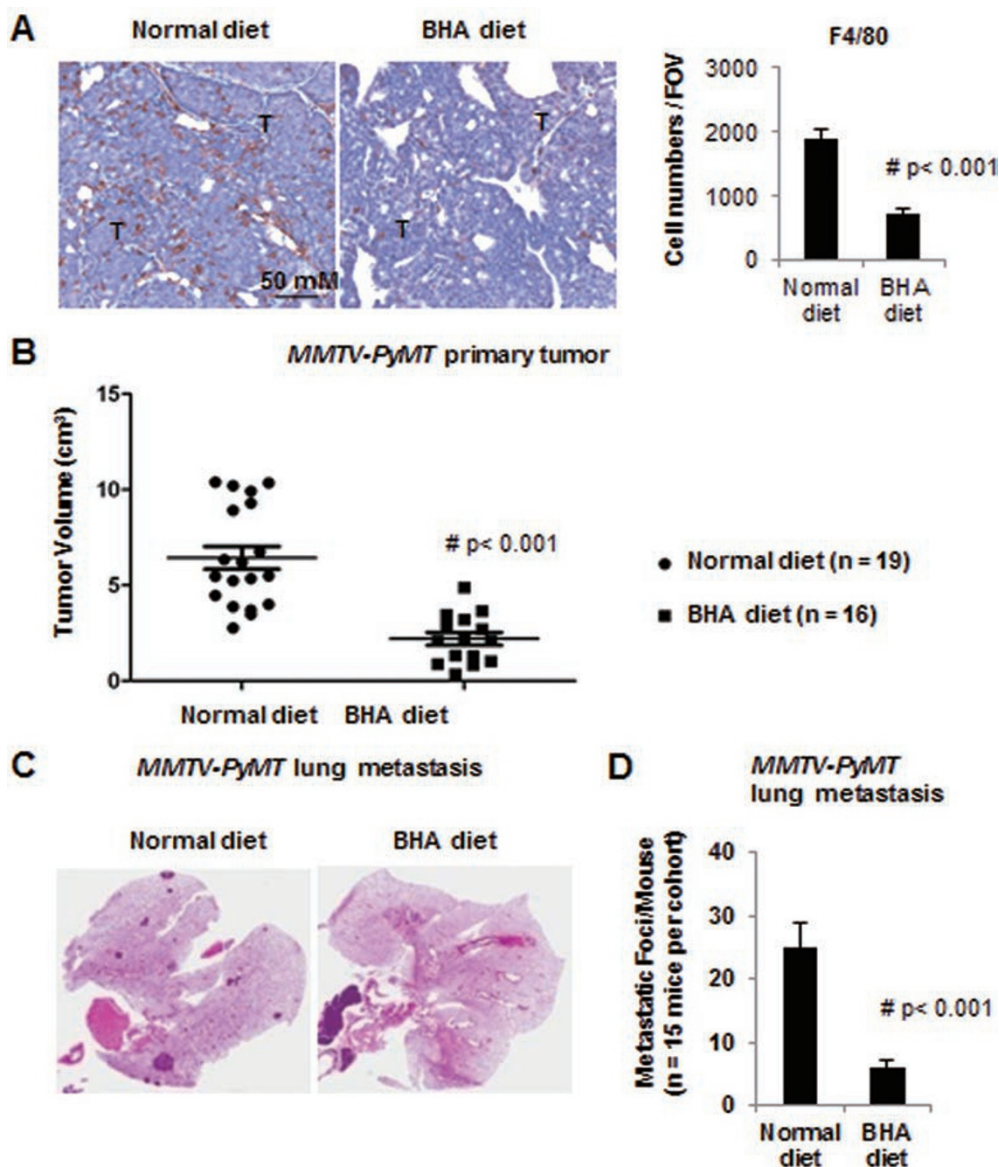 A
Normal diet
BHA diet
T
T
50 mM
T
T
F4/80
Cell numbers / FOV
3000
2000
1000
0
# p< 0.001
Normal diet
BHA diet
B
MMTV-PyMT primary tumor
Tumor Volume (cm³)
15
10
5
0
# p< 0.001
Normal diet
BHA diet
Normal diet (n = 19)
BHA diet (n = 16)
C
MMTV-PyMT lung metastasis
Normal diet
BHA diet
D
MMTV-PyMT
lung metastasis
Metastatic Foci/Mouse
(n = 15 mice per cohort)
40
30
20
10
0
# p< 0.001
Normal diet
BHA diet